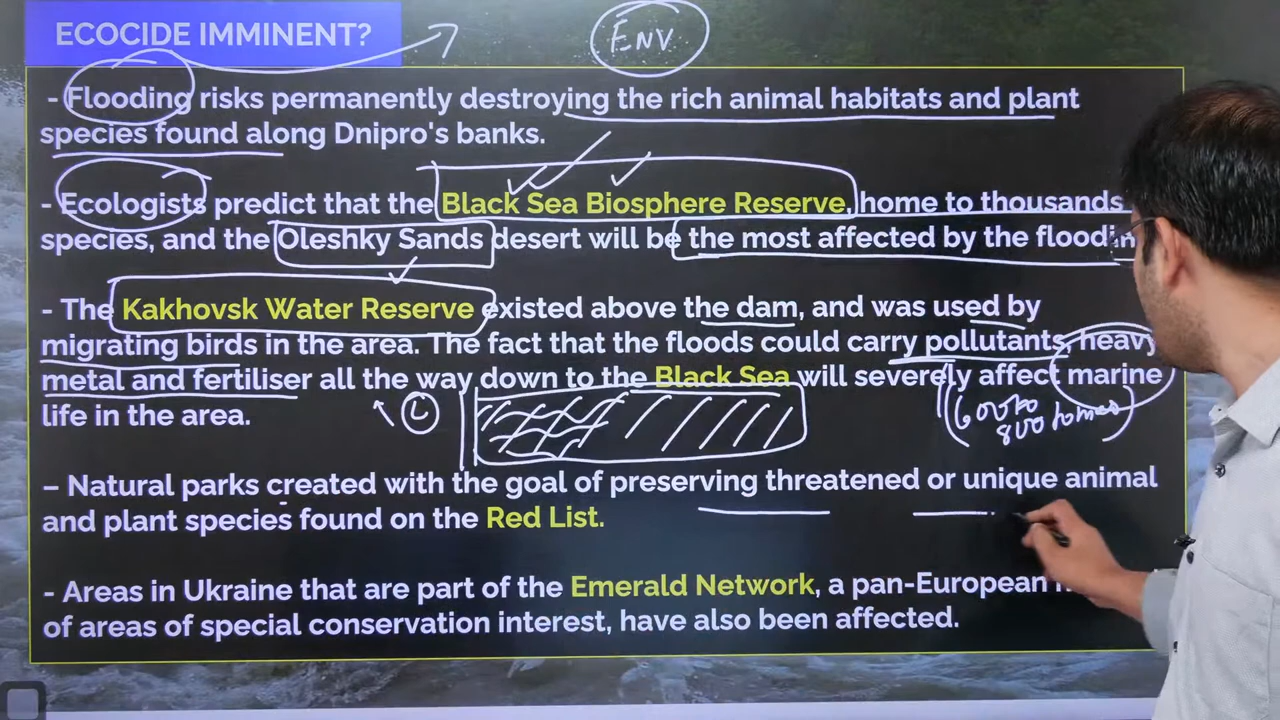 ECOCIDE IMMINENT?
ENV
- Flooding risks permanently destroying the rich animal habitats and plant
species found along Dnipro's banks.
- Ecologists predict that the Black Sea Biosphere Reserve, home to thousands
species, and the Oleshky Sands desert will be the most affected by the floodin
- The Kakhovsk Water Reserve existed above the dam, and was used by
migrating birds in the area. The fact that the floods could carry pollutants, heavy
metal and fertiliser all the way down to the Black Sea will severely affect marine
life in the area.
600 to
800 tonnes
– Natural parks created with the goal of preserving threatened or unique animal
and plant species found on the Red List.
- Areas in Ukraine that are part of the Emerald Network, a pan-European
of areas of special conservation interest, have also been affected.